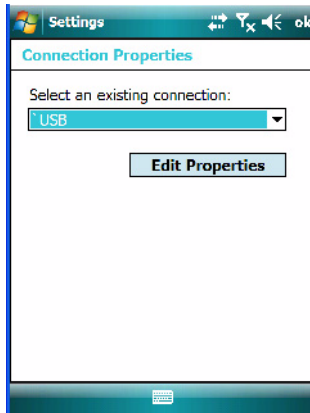 Settings
ok
Connection Properties
Select an existing connection:
`USB
Edit Properties